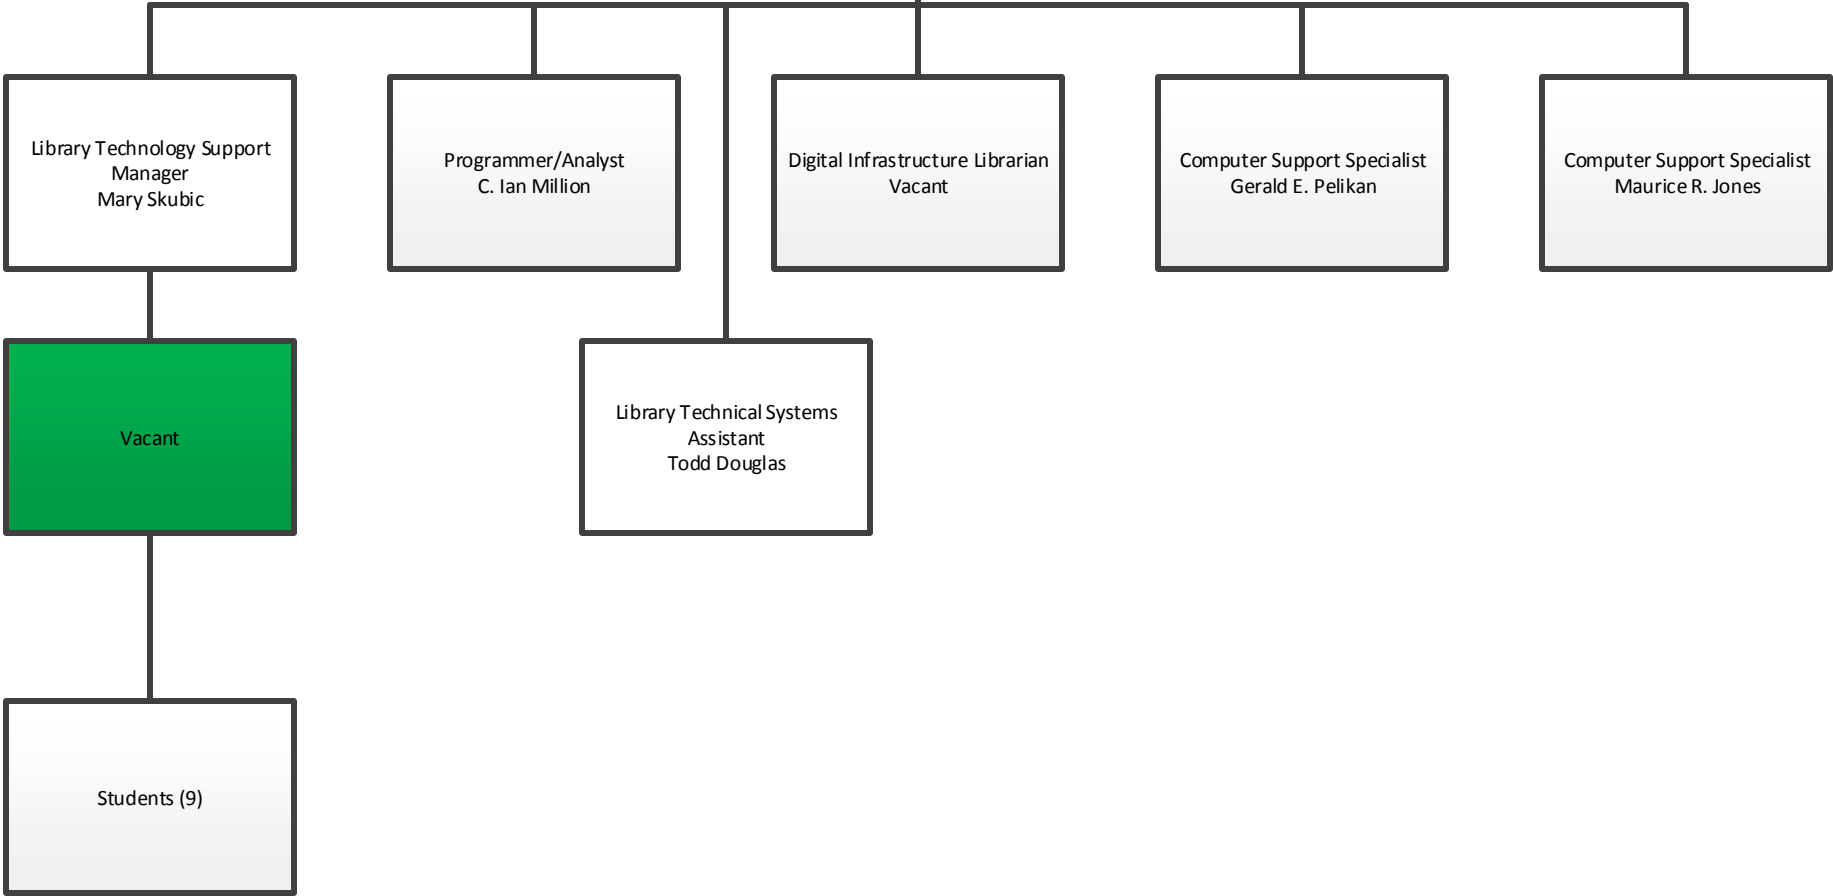 Library Technology Support
Manager
Mary Skubic
Programmer/Analyst
C. Ian Million
Digital Infrastructure Librarian
Vacant
Computer Support Specialist
Gerald E. Pelikan
Computer Support Specialist
Maurice R. Jones
Vacant
Library Technical Systems
Assistant
Todd Douglas
Students (9)